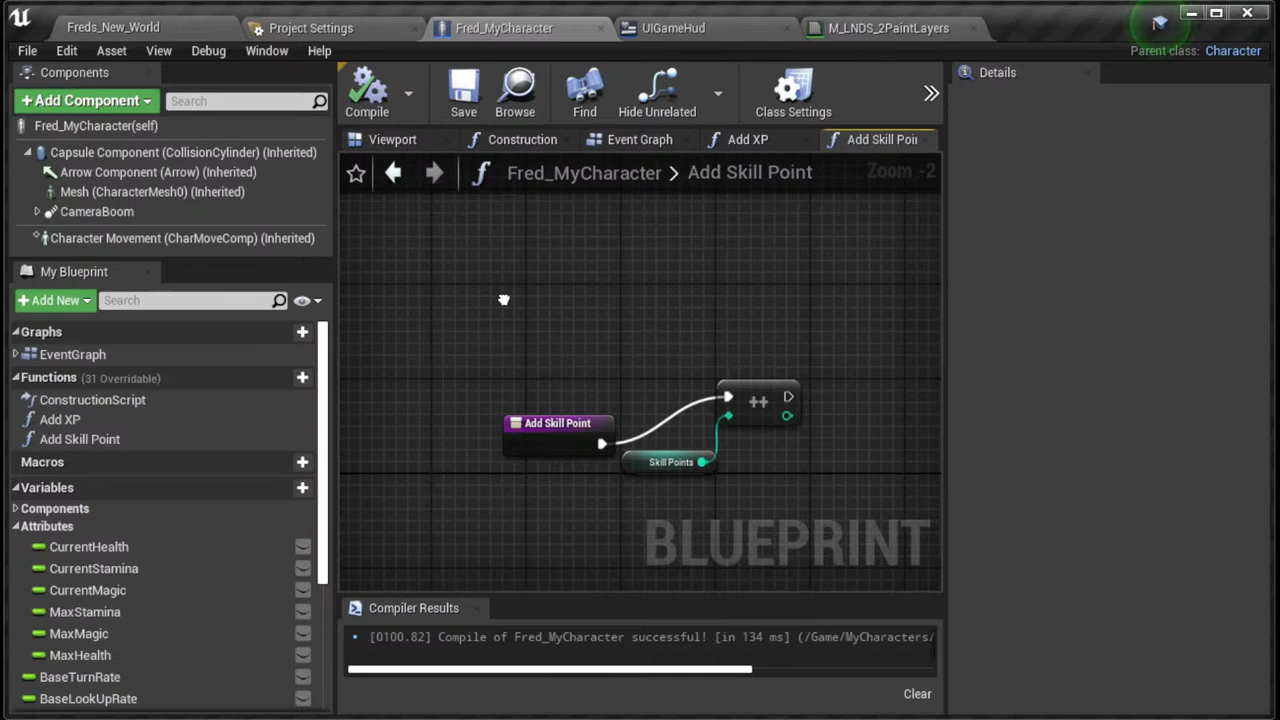 Freds_New_World
Project Settings
Fred_MyCharacter
UIGameHud
M_LNDS_2PaintLayers
File
Edit
Asset
View
Debug
Window
Help
Parent class: Character
Components
+ Add Component
Search
Fred_MyCharacter(self)
Capsule Component (CollisionCylinder) (Inherited)
Arrow Component (Arrow) (Inherited)
Mesh (CharacterMesh0) (Inherited)
CameraBoom
Character Movement (CharMoveComp) (Inherited)
My Blueprint
+ Add New
Search
Graphs
EventGraph
Functions (31 Overridable)
ConstructionScript
Add XP
Add Skill Point
Macros
Variables
Components
Attributes
CurrentHealth
CurrentStamina
CurrentMagic
MaxStamina
MaxMagic
MaxHealth
BaseTurnRate
BaseLookUpRate
Compile
Save
Browse
Find
Hide Unrelated
Class Settings
Viewport
Construction
Event Graph
Add XP
Add Skill Poi
Fred_MyCharacter > Add Skill Point
Zoom -2
Add Skill Point
Skill Points
++
BLUEPRINT
Compiler Results
[0100.82] Compile of Fred_MyCharacter successful! [in 134 ms] (/Game/MyCharacters/
Clear
Details